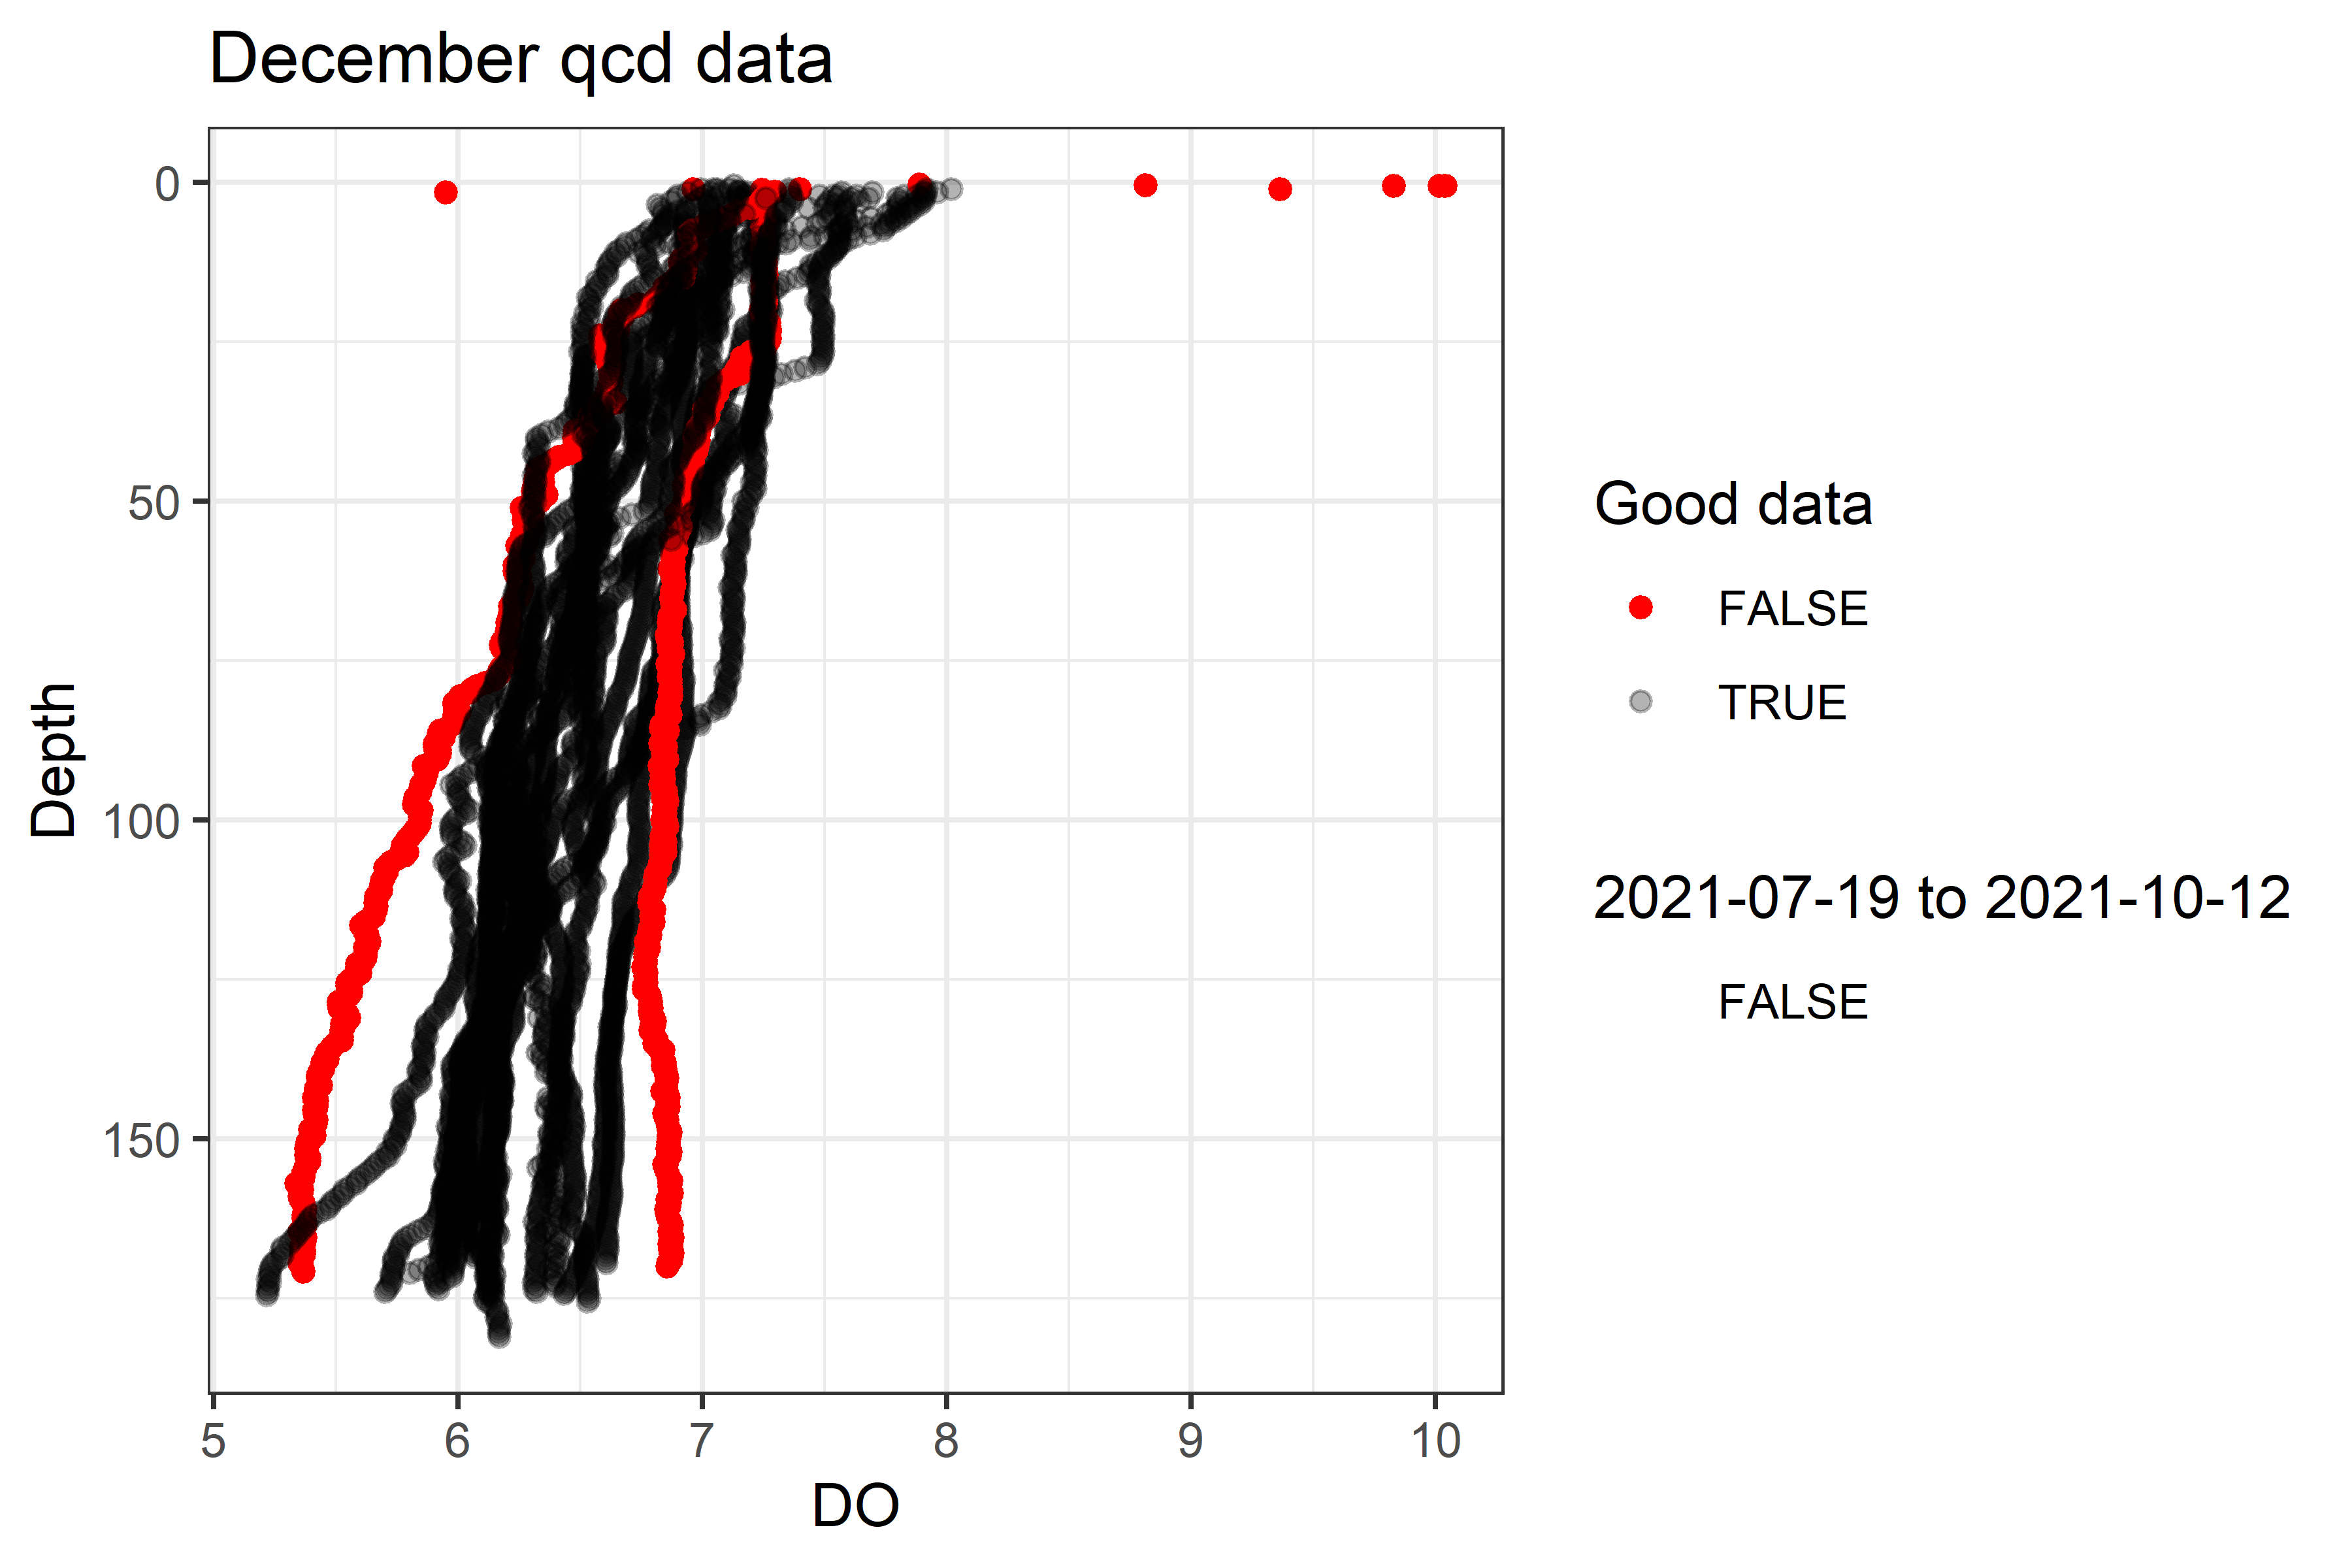 December qcd data
0
50
100
150
Depth
5 6 7 8 9 10
DO
Good data
FALSE
TRUE
2021-07-19 to 2021-10-12
FALSE